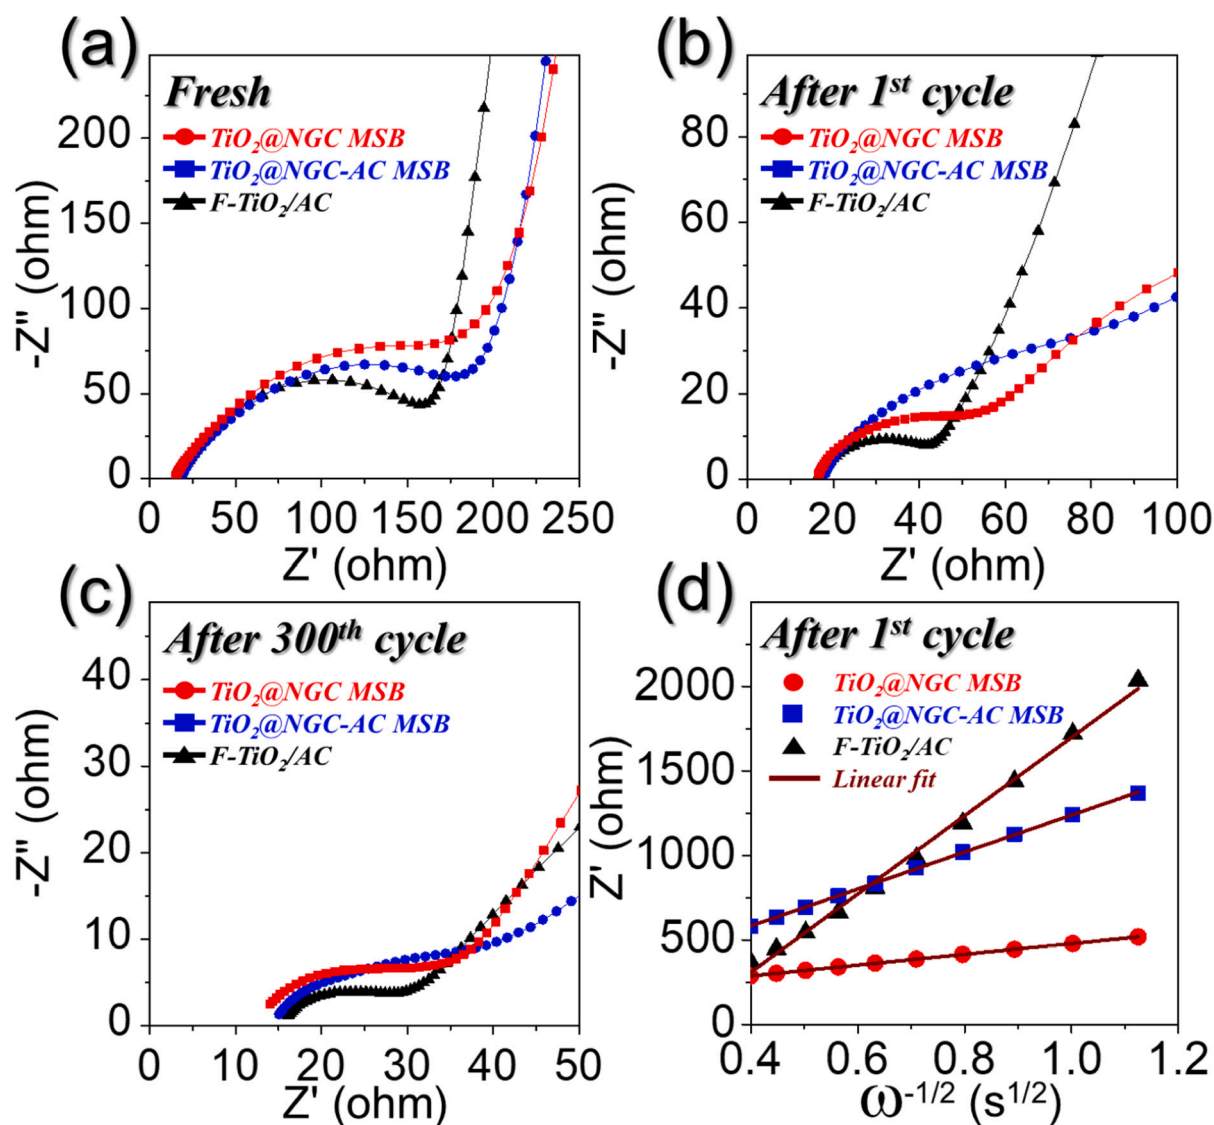 (a)
Fresh
TiO₂@NGC MSB
TiO₂@NGC-AC MSB
F-TiO₂/AC
200
150
100
50
0
-Z" (ohm)
0 50 100 150 200 250
Z' (ohm)
(b)
After 1ˢᵗ cycle
TiO₂@NGC MSB
TiO₂@NGC-AC MSB
F-TiO₂/AC
80
60
40
20
0
-Z" (ohm)
0 20 40 60 80 100
Z' (ohm)
(c)
After 300ᵗʰ cycle
TiO₂@NGC MSB
TiO₂@NGC-AC MSB
F-TiO₂/AC
40
30
20
10
0
-Z" (ohm)
0 10 20 30 40 50
Z' (ohm)
(d)
After 1ˢᵗ cycle
TiO₂@NGC MSB
TiO₂@NGC-AC MSB
F-TiO₂/AC
Linear fit
2000
1500
1000
500
0
Z' (ohm)
0.4 0.6 0.8 1.0 1.2
ω⁻¹ᐟ² (s¹ᐟ²)